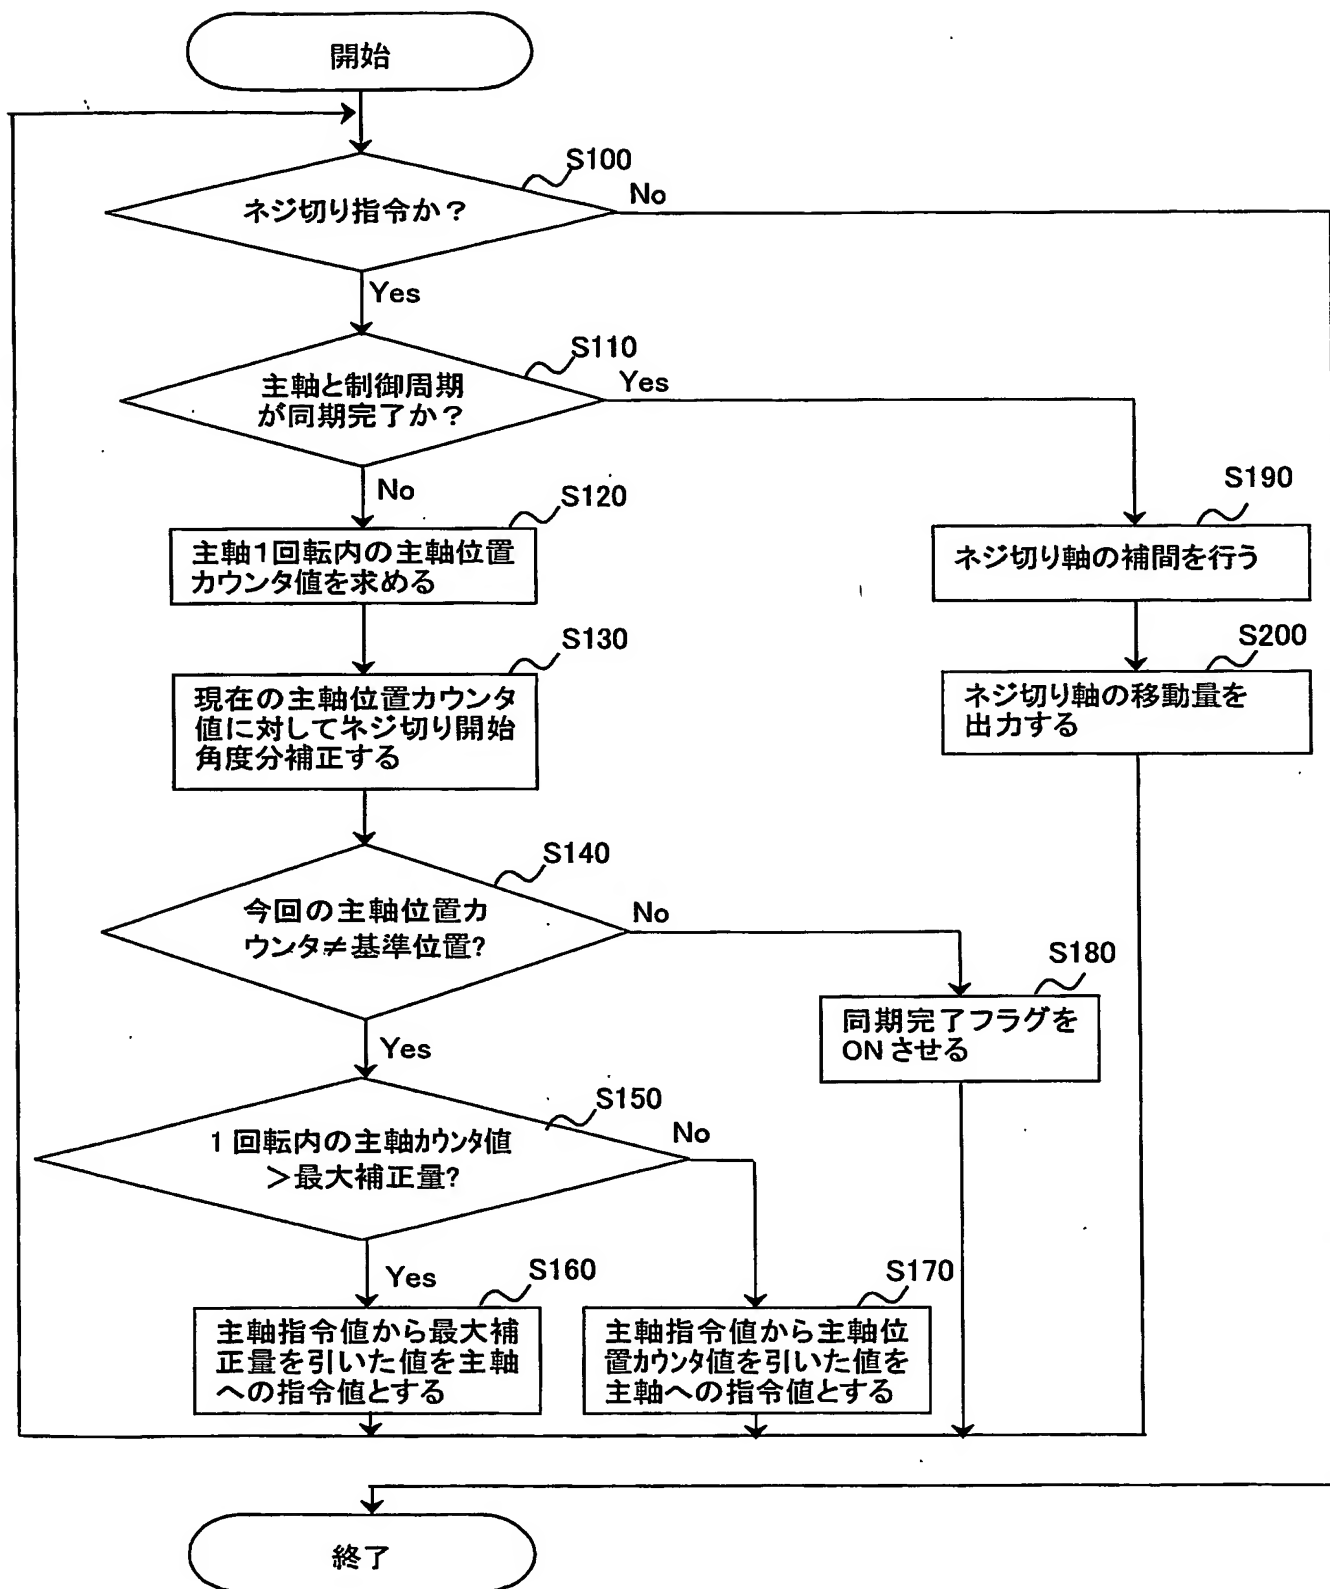 開始
S100
ネジ切り指令か？
No
Yes
S110
主軸と制御周期
が同期完了か？
Yes
No
S120
主軸1回転内の主軸位置
カウンタ値を求める
S190
ネジ切り軸の補間を行う
S130
現在の主軸位置カウンタ
値に対してネジ切り開始
角度分補正する
S200
ネジ切り軸の移動量を
出力する
S140
今回の主軸位置カ
ウンタ≠基準位置?
No
Yes
S180
同期完了フラグを
ONさせる
S150
1回転内の主軸ｶｳﾝﾀ値
＞最大補正量?
No
Yes
S160
主軸指令値から最大補
正量を引いた値を主軸
への指令値とする
S170
主軸指令値から主軸位
置ｶｳﾝﾀ値を引いた値を
主軸への指令値とする
終了